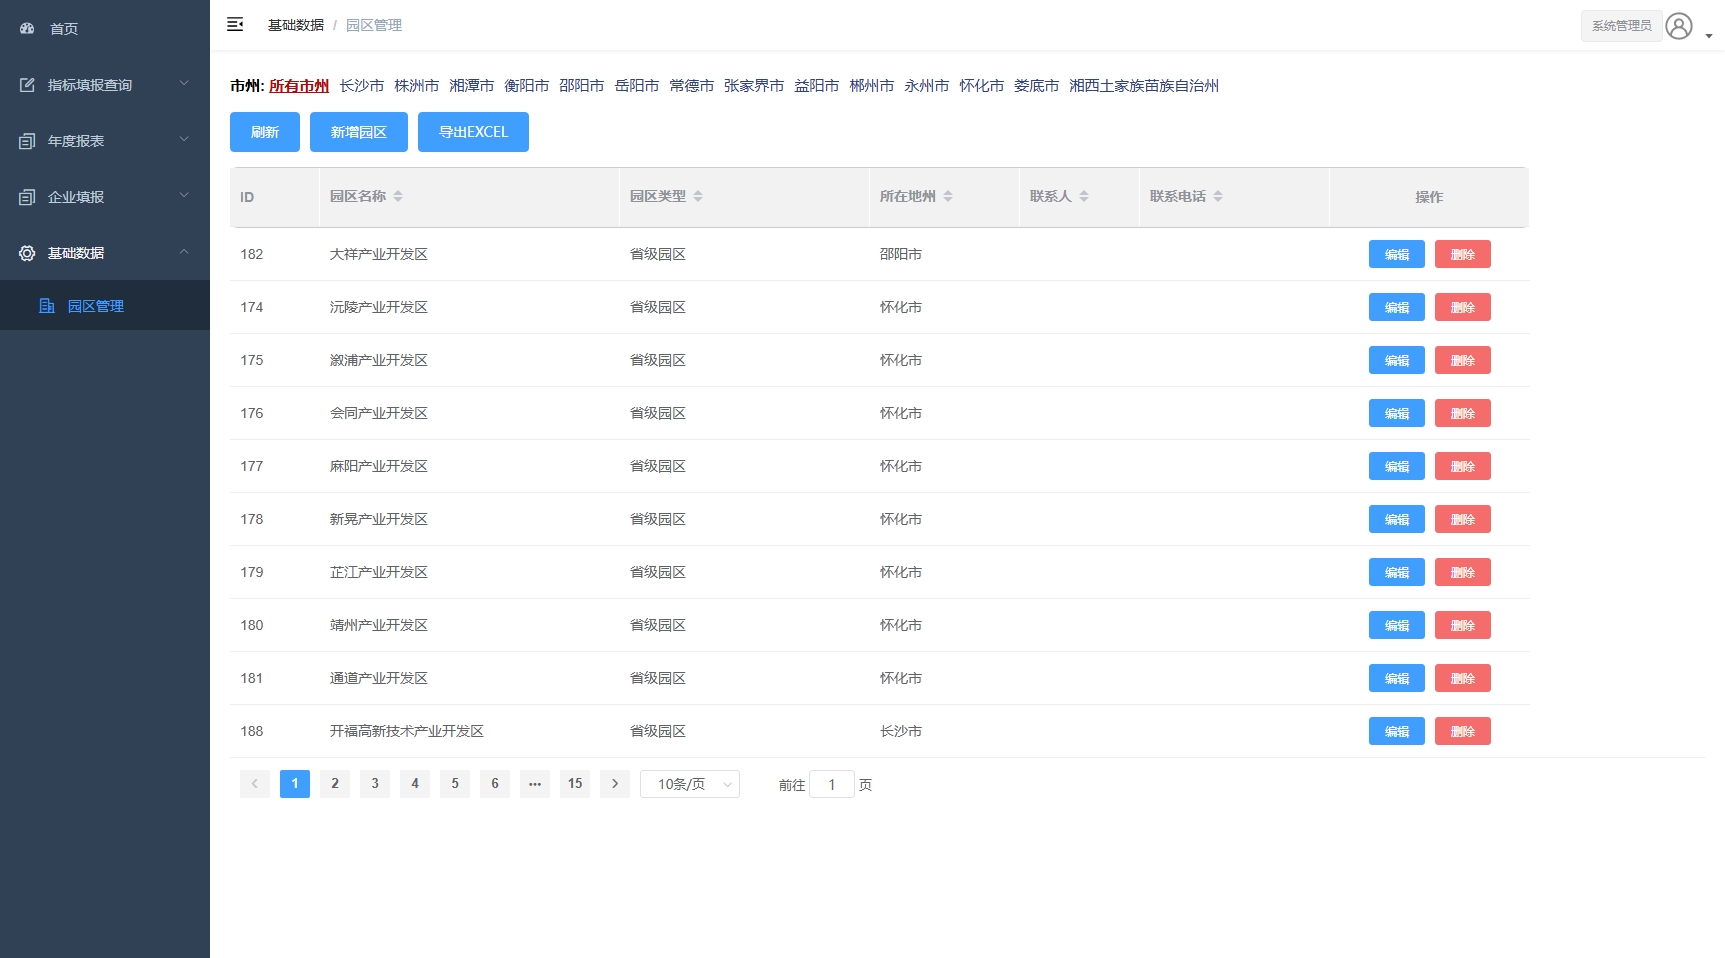 首页
指标填报查询
年度报表
企业填报
基础数据
园区管理
基础数据 / 园区管理
系统管理员
市州: 所有市州 长沙市 株洲市 湘潭市 衡阳市 邵阳市 岳阳市 常德市 张家界市 益阳市 郴州市 永州市 怀化市 娄底市 湘西土家族苗族自治州
刷新 新增园区 导出EXCEL
ID 园区名称 园区类型 所在地州 联系人 联系电话 操作
182 大祥产业开发区 省级园区 邵阳市 编辑 删除
174 沅陵产业开发区 省级园区 怀化市 编辑 删除
175 溆浦产业开发区 省级园区 怀化市 编辑 删除
176 会同产业开发区 省级园区 怀化市 编辑 删除
177 麻阳产业开发区 省级园区 怀化市 编辑 删除
178 新晃产业开发区 省级园区 怀化市 编辑 删除
179 芷江产业开发区 省级园区 怀化市 编辑 删除
180 靖州产业开发区 省级园区 怀化市 编辑 删除
181 通道产业开发区 省级园区 怀化市 编辑 删除
188 开福高新技术产业开发区 省级园区 长沙市 编辑 删除
1 2 3 4 5 6 ··· 15 10条/页 前往 1 页